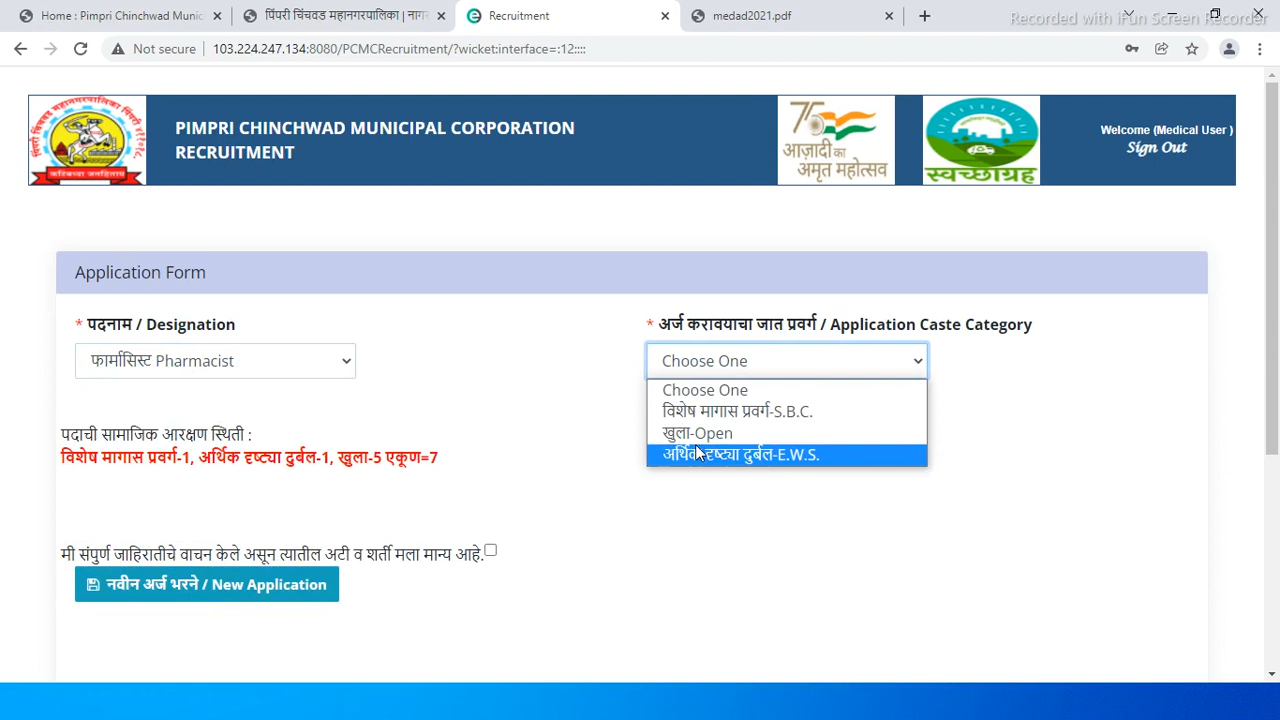 Home : Pimpri Chinchwad Munic
पिंपरी चिंचवड महानगरपालिका | नाग
Recruitment
medad2021.pdf
Recorded with iFun Screen Recorder
Not secure
103.224.247.134:8080/PCMCRecruitment/?wicket:interface=:12::::
PIMPRI CHINCHWAD MUNICIPAL CORPORATION
RECRUITMENT
75
आज़ादी का
अमृत महोत्सव
स्वच्छाग्रह
Welcome (Medical User )
Sign Out
Application Form
* पदनाम / Designation
* अर्ज करावयाचा जात प्रवर्ग / Application Caste Category
फार्मासिस्ट Pharmacist
Choose One
Choose One
विशेष मागास प्रवर्ग-S.B.C.
खुला-Open
अर्थिक दृष्ट्या दुर्बल-E.W.S.
पदाची सामाजिक आरक्षण स्थिती :
विशेष मागास प्रवर्ग-1, अर्थिक दृष्ट्या दुर्बल-1, खुला-5 एकूण=7
मी संपुर्ण जाहिरातीचे वाचन केले असून त्यातील अटी व शर्ती मला मान्य आहे.
नवीन अर्ज भरने / New Application